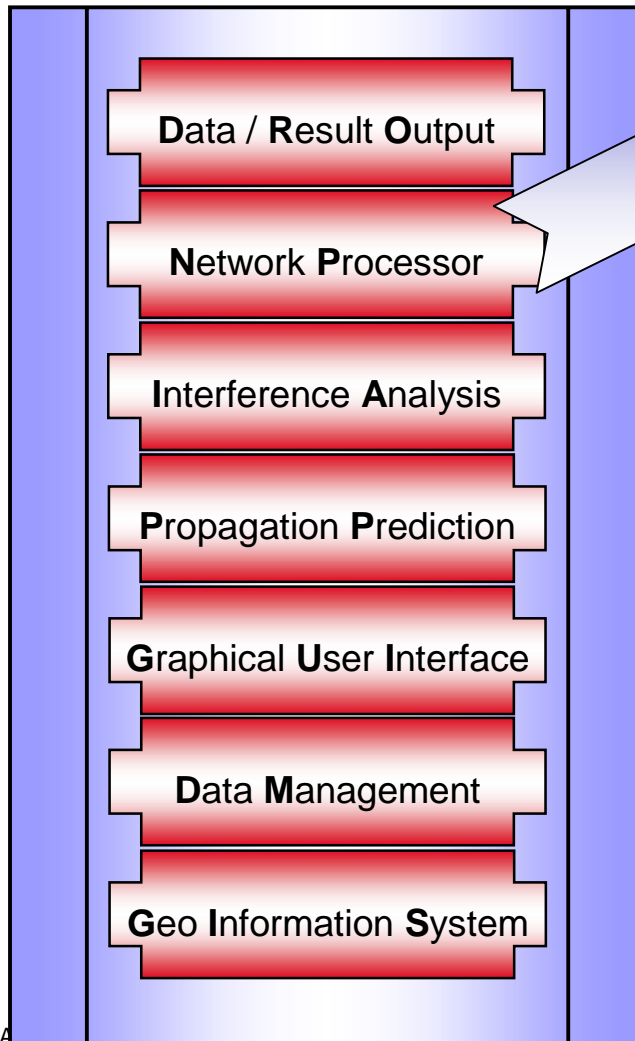 Data / Result Output
Network Processor
Interference Analysis
Propagation Prediction
Graphical User Interface
Data Management
Geo Information System
A